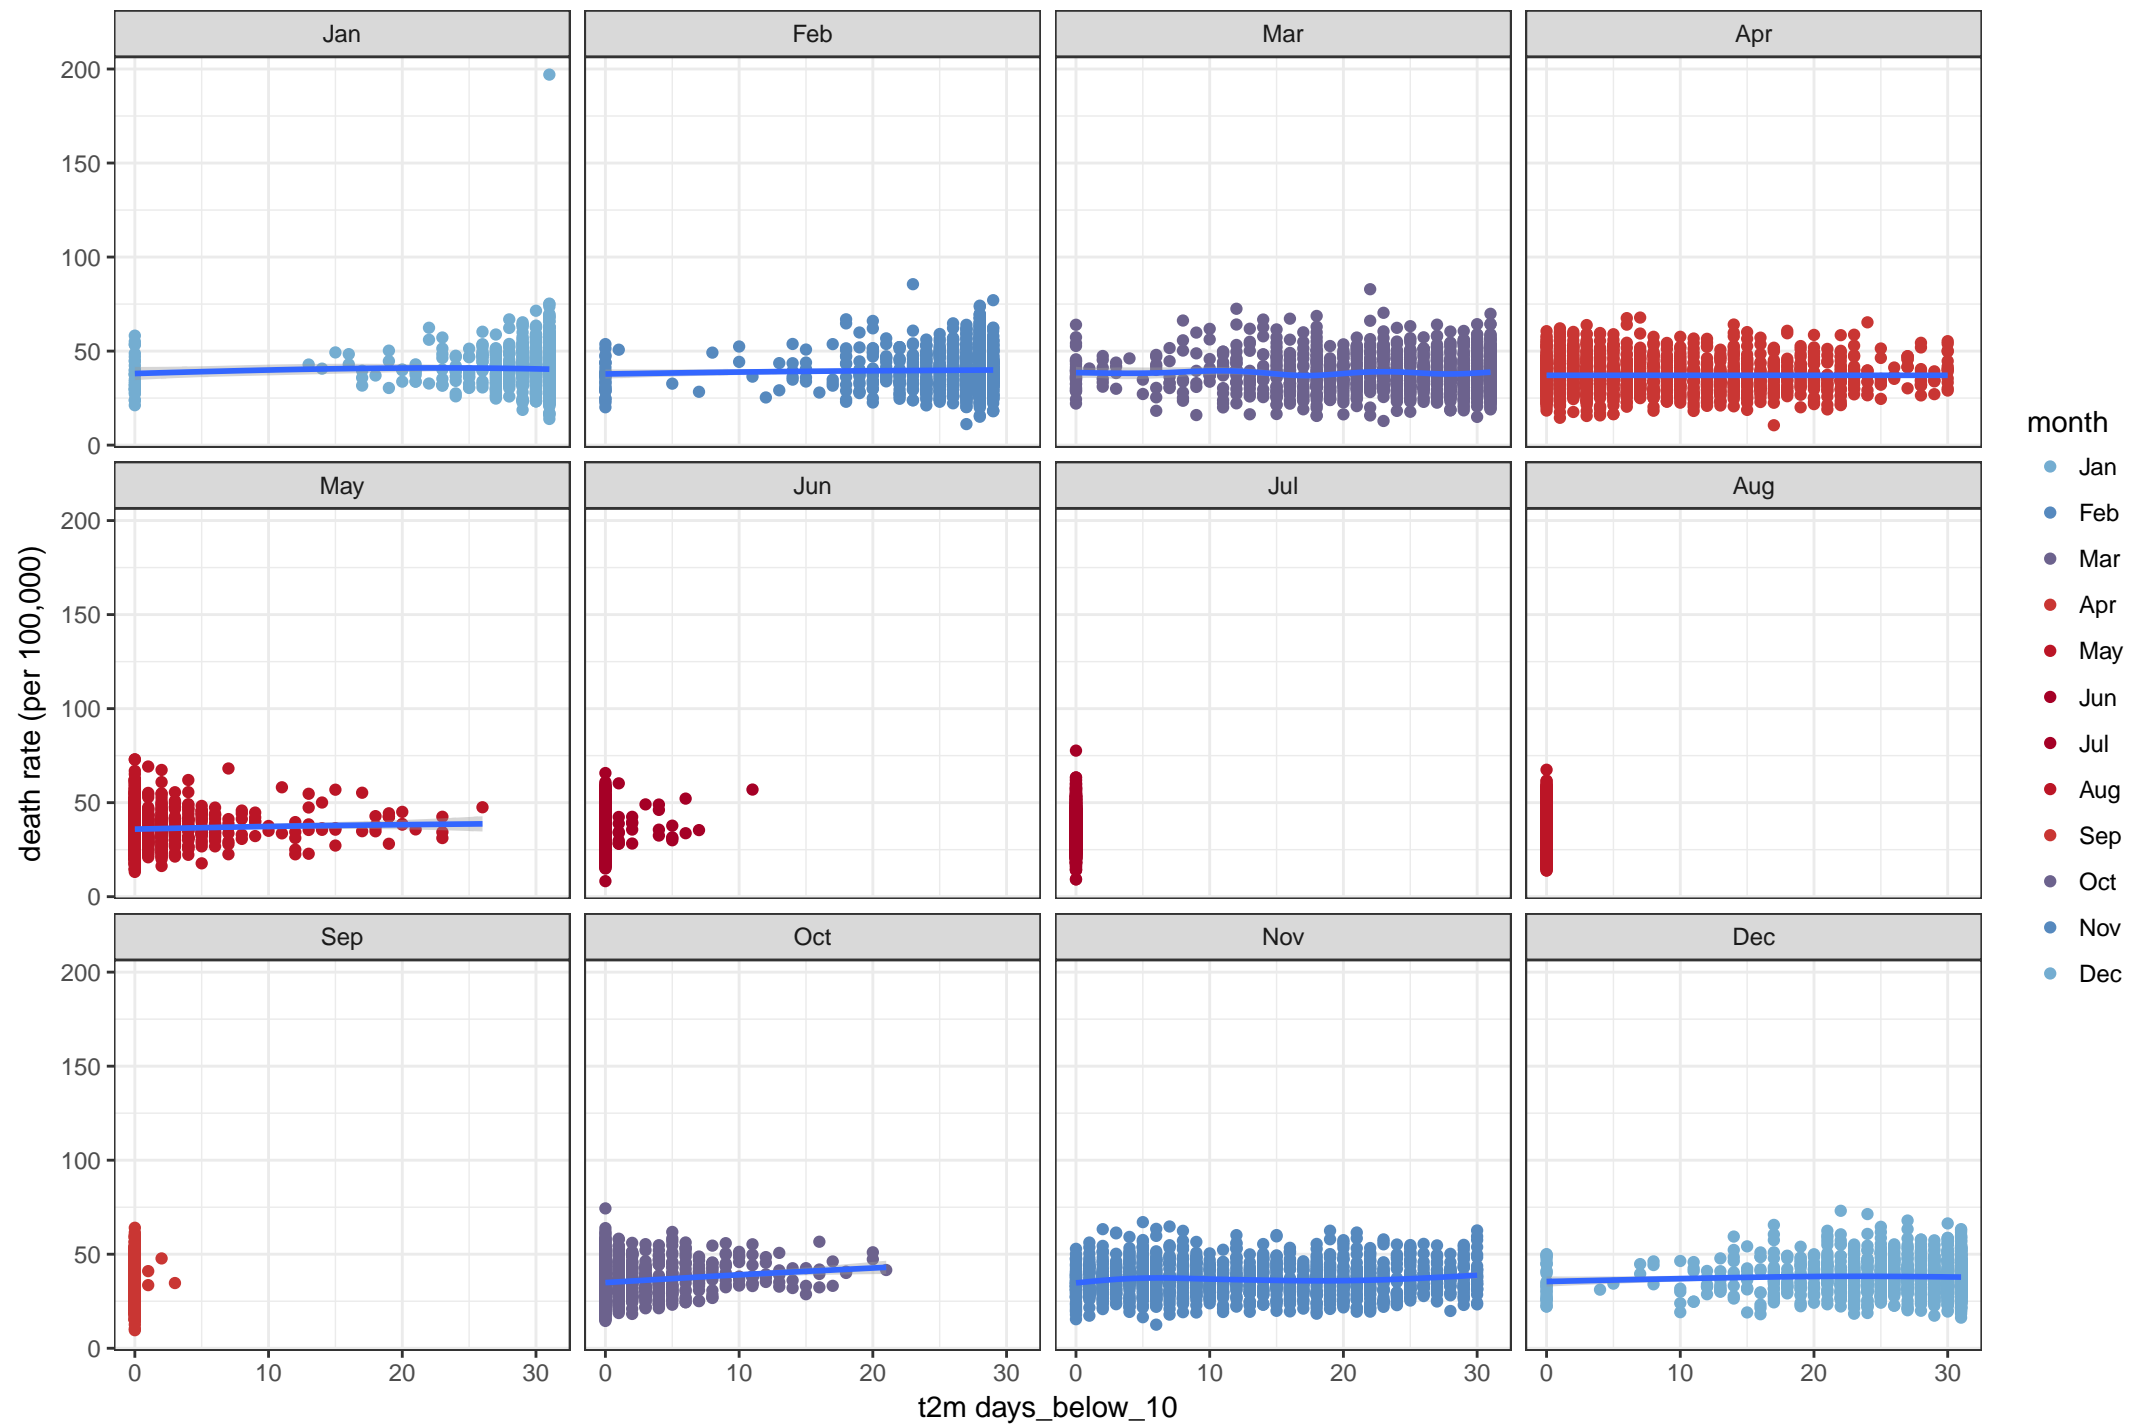 Jan Feb Mar Apr
200
150
100
50
0
May Jun Jul Aug
200
150
100
50
0
Sep Oct Nov Dec
200
150
100
50
0
0 10 20 30 0 10 20 30 0 10 20 30 0 10 20 30
t2m days_below_10
death rate (per 100,000)
month
Jan
Feb
Mar
Apr
May
Jun
Jul
Aug
Sep
Oct
Nov
Dec